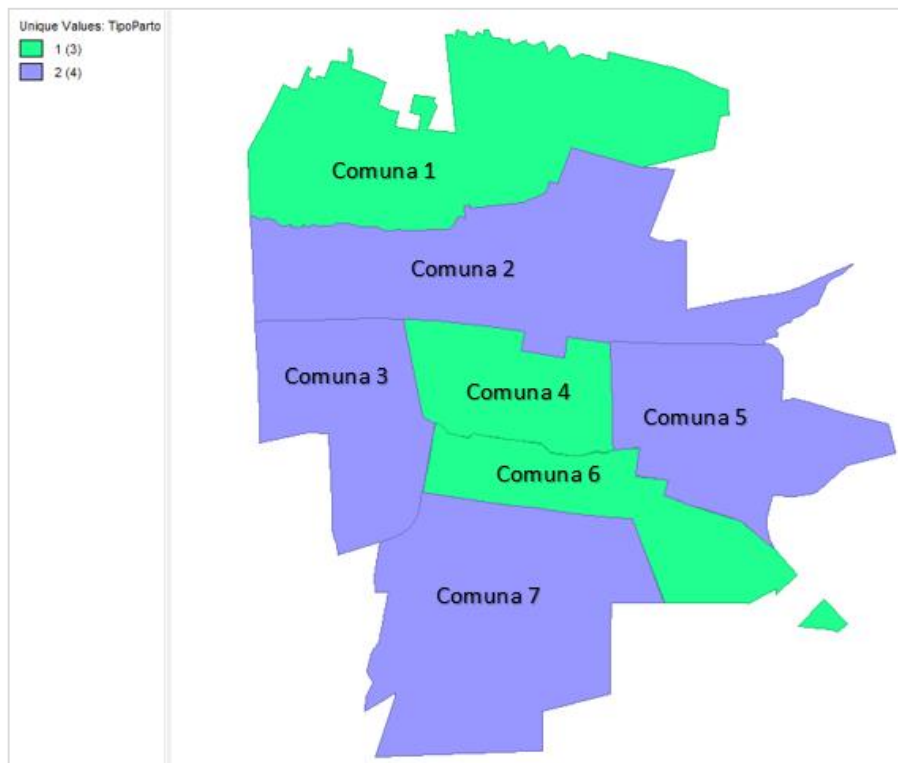 Unique Values: TipoParto
1 (3)
2 (4)
Comuna 1
Comuna 2
Comuna 3
Comuna 4
Comuna 5
Comuna 6
Comuna 7